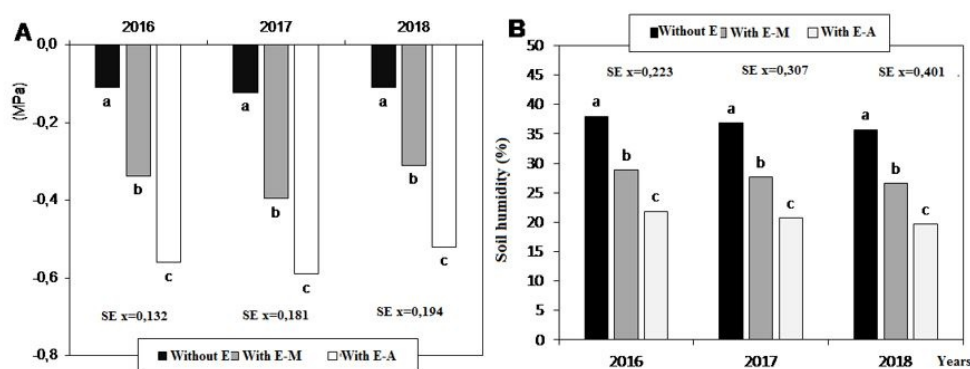 A
2016 2017 2018
0,0
-0,2
-0,4
-0,6
-0,8
(MPa)
a a a
b b b
c c c
SE x=0,132 SE x=0,181 SE x=0,194
Without E With E-M With E-A
B
Without E With E-M With E-A
50
45
40
35
30
25
20
15
10
5
0
Soil humidity (%)
SE x=0,223 SE x=0,307 SE x=0,401
a a a
b b b
c c c
2016 2017 2018 Years